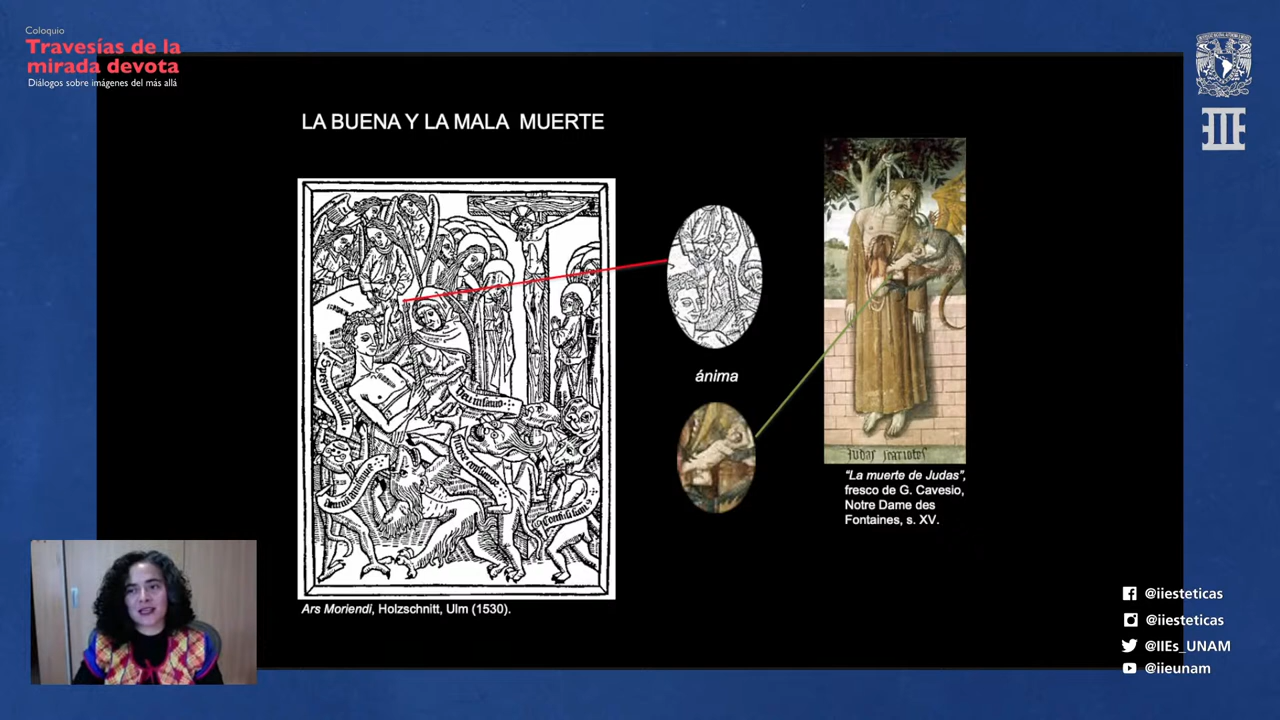 Coloquio
Travesías de la
mirada devota
Diálogos sobre imágenes del más allá
LA BUENA Y LA MALA MUERTE
ánima
Ars Moriendi, Holzschnitt, Ulm (1530).
"La muerte de Judas",
fresco de G. Cavesio,
Notre Dame des
Fontaines, s. XV.
@iiesteticas
@iiesteticas
@IIEs_UNAM
@iieunam